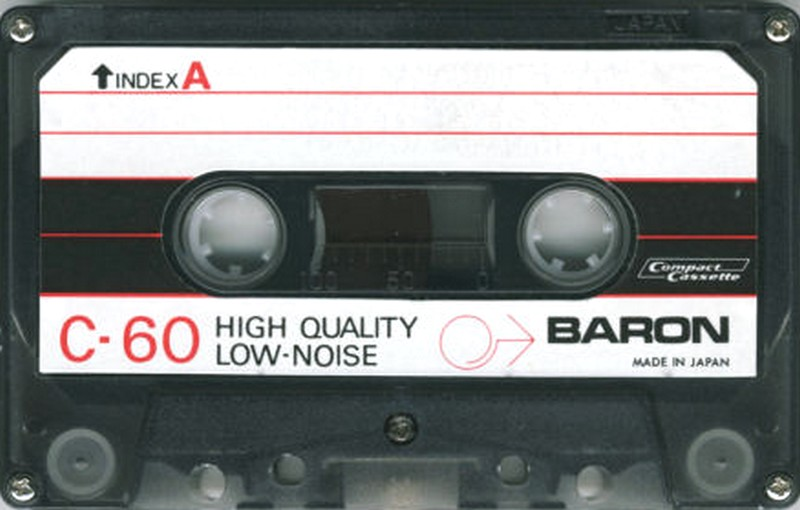 JAPAN
INDEX A
Compact
Cassette
100 50 0
C-60
HIGH QUALITY
LOW-NOISE
BARON
MADE IN JAPAN